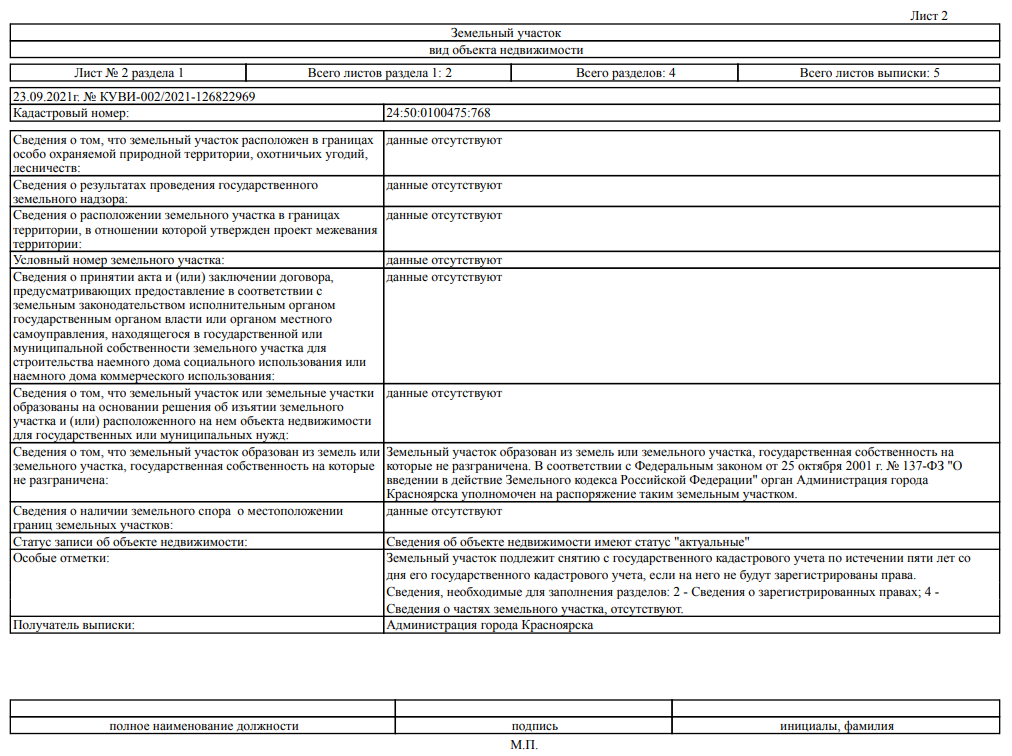 Лист 2
Земельный участок
вид объекта недвижимости
Лист № 2 раздела 1
Всего листов раздела 1: 2
Всего разделов: 4
Всего листов выписки: 5
23.09.2021г. № КУВИ-002/2021-126822969
Кадастровый номер:
24:50:0100475:768
Сведения о том, что земельный участок расположен в границах
особо охраняемой природной территории, охотничьих угодий,
лесничеств:
данные отсутствуют
Сведения о результатах проведения государственного
земельного надзора:
данные отсутствуют
Сведения о расположении земельного участка в границах
территории, в отношении которой утвержден проект межевания
территории:
данные отсутствуют
Условный номер земельного участка:
данные отсутствуют
Сведения о принятии акта и (или) заключении договора,
предусматривающих предоставление в соответствии с
земельным законодательством исполнительным органом
государственным органом власти или органом местного
самоуправления, находящегося в государственной или
муниципальной собственности земельного участка для
строительства наемного дома социального использования или
наемного дома коммерческого использования:
данные отсутствуют
Сведения о том, что земельный участок или земельные участки
образованы на основании решения об изъятии земельного
участка и (или) расположенного на нем объекта недвижимости
для государственных или муниципальных нужд:
данные отсутствуют
Сведения о том, что земельный участок образован из земель или
земельного участка, государственная собственность на которые
не разграничена:
Земельный участок образован из земель или земельного участка, государственная собственность на
которые не разграничена. В соответствии с Федеральным законом от 25 октября 2001 г. № 137-ФЗ "О
введении в действие Земельного кодекса Российской Федерации" орган Администрация города
Красноярска уполномочен на распоряжение таким земельным участком.
Сведения о наличии земельного спора о местоположении
границ земельных участков:
данные отсутствуют
Статус записи об объекте недвижимости:
Сведения об объекте недвижимости имеют статус "актуальные"
Особые отметки:
Земельный участок подлежит снятию с государственного кадастрового учета по истечении пяти лет со
дня его государственного кадастрового учета, если на него не будут зарегистрированы права.
Сведения, необходимые для заполнения разделов: 2 - Сведения о зарегистрированных правах; 4 -
Сведения о частях земельного участка, отсутствуют.
Получатель выписки:
Администрация города Красноярска
полное наименование должности
подпись
инициалы, фамилия
М.П.